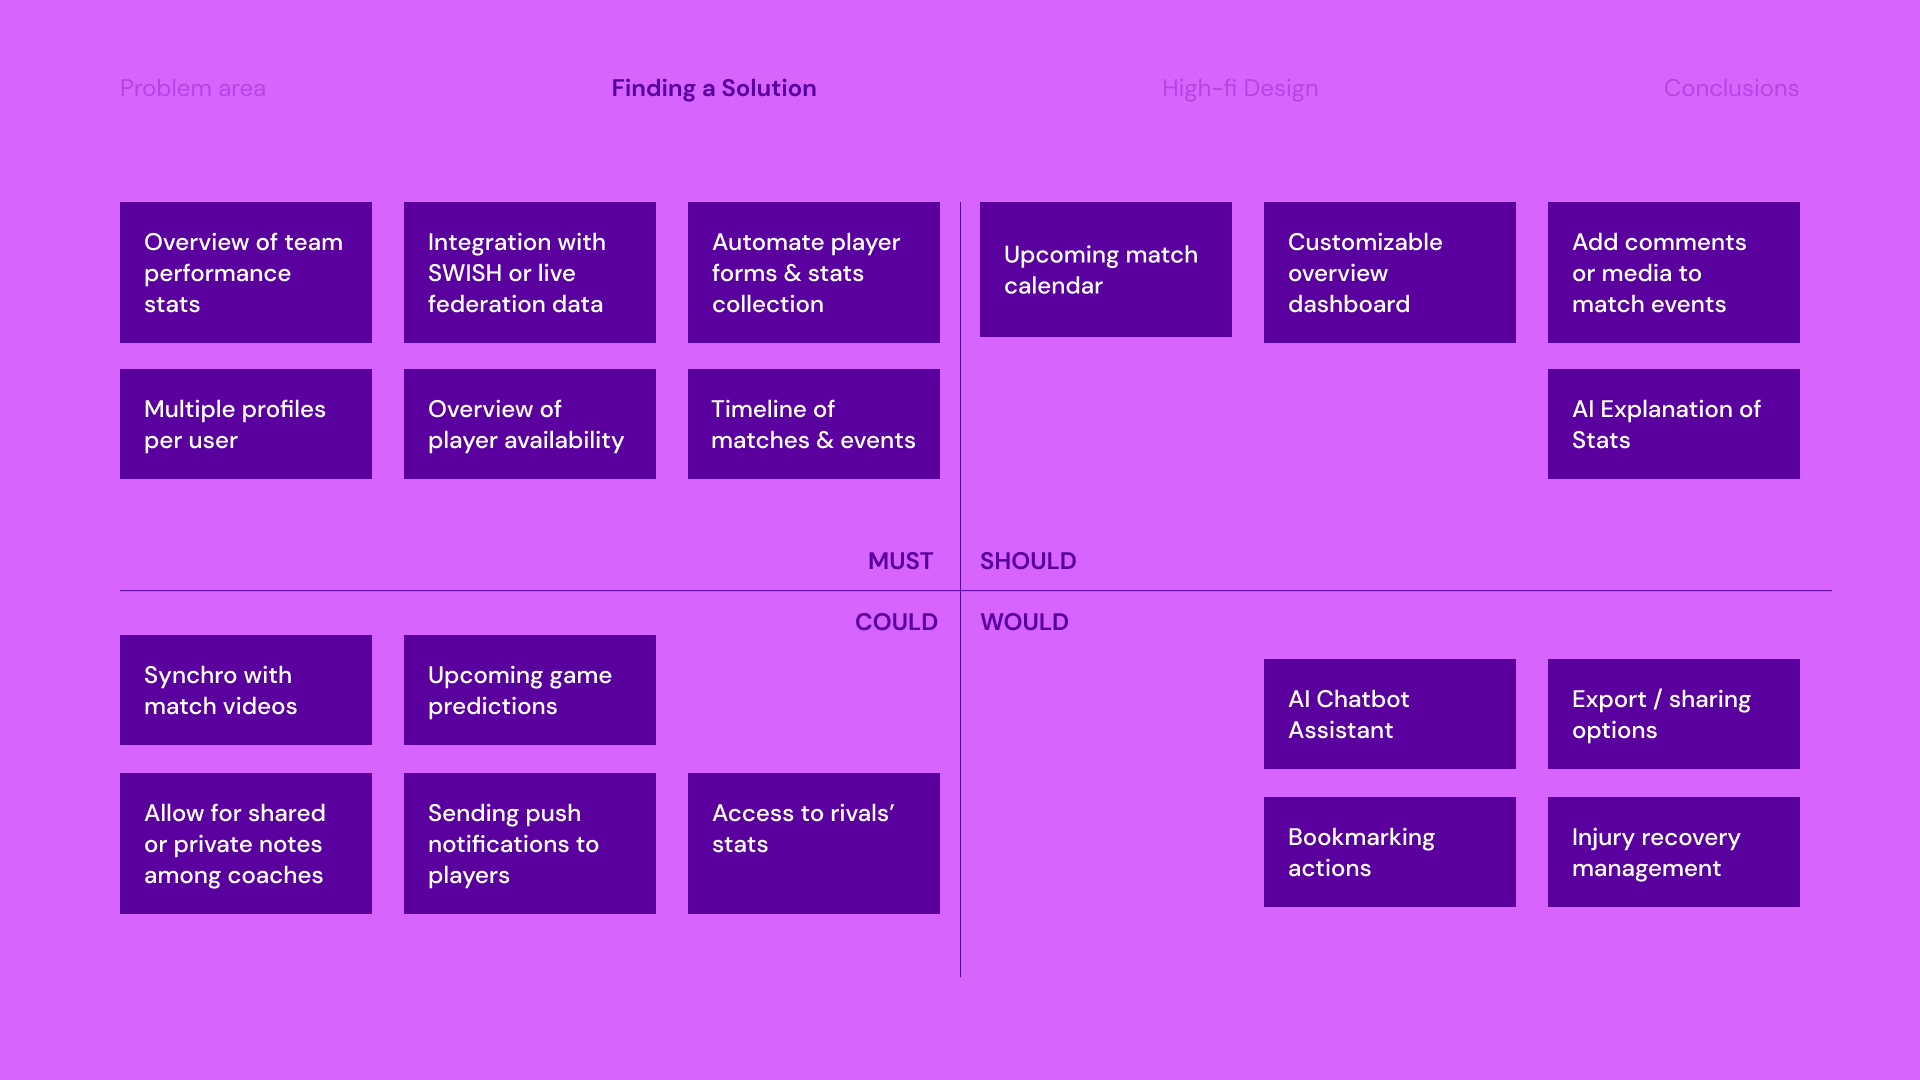 Problem area
Finding a Solution
High-fi Design
Conclusions
Overview of team
performance
stats
Integration with
SWISH or live
federation data
Automate player
forms & stats
collection
Upcoming match
calendar
Customizable
overview
dashboard
Add comments
or media to
match events
Multiple profiles
per user
Overview of
player availability
Timeline of
matches & events
AI Explanation of
Stats
MUST
SHOULD
COULD
WOULD
Synchro with
match videos
Upcoming game
predictions
AI Chatbot
Assistant
Export / sharing
options
Allow for shared
or private notes
among coaches
Sending push
notifications to
players
Access to rivals’
stats
Bookmarking
actions
Injury recovery
management